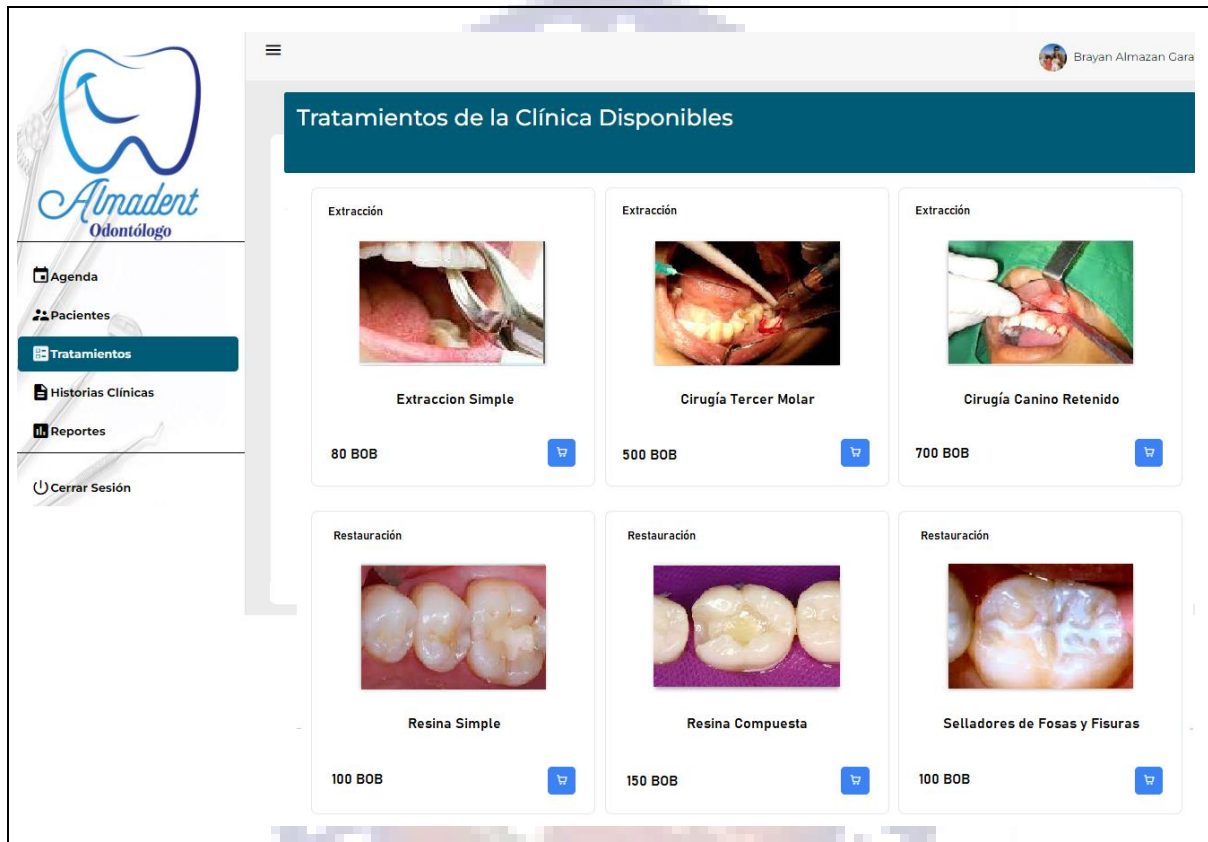 Brayan Almazan Gara
Tratamientos de la Clínica Disponibles
Almadent
Odontólogo
Agenda
Pacientes
Tratamientos
Historias Clínicas
Reportes
Cerrar Sesión
Extracción
Extraccion Simple
80 BOB
Extracción
Cirugía Tercer Molar
500 BOB
Extracción
Cirugía Canino Retenido
700 BOB
Restauración
Resina Simple
100 BOB
Restauración
Resina Compuesta
150 BOB
Restauración
Selladores de Fosas y Fisuras
100 BOB